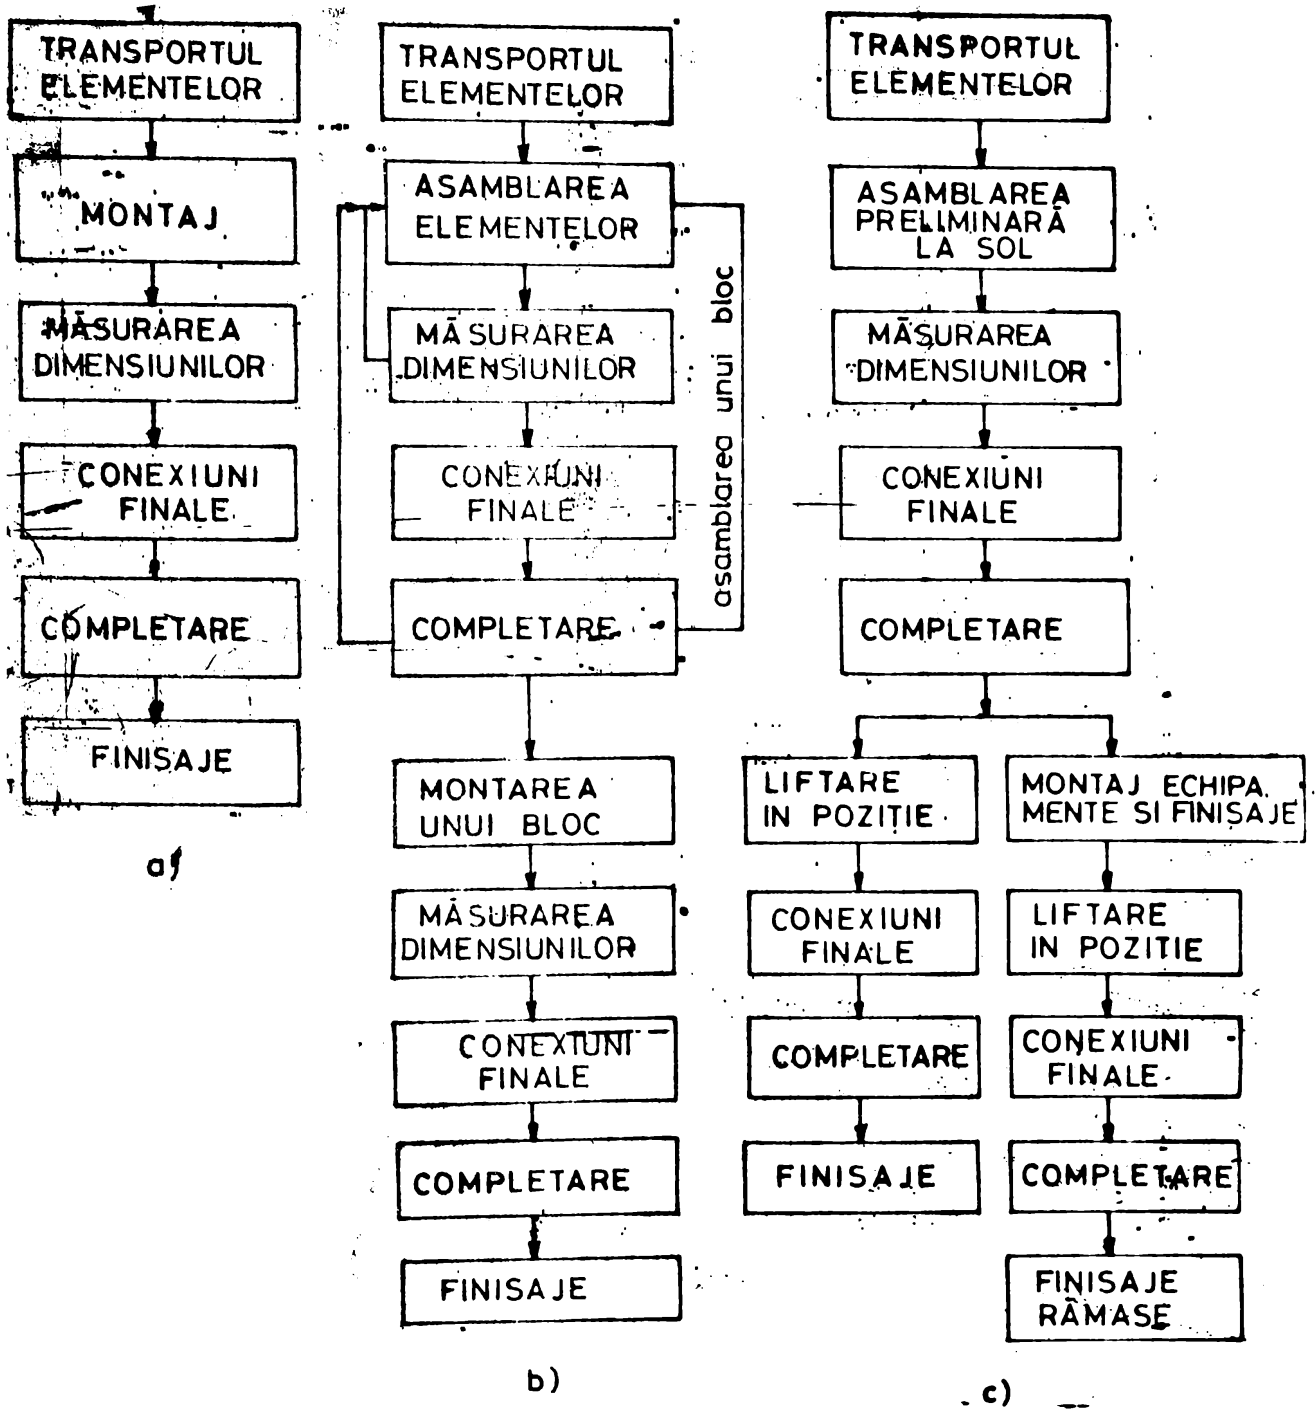 TRANSPORTUL
ELEMENTELOR
MONTAJ
MĂSURAREA
DIMENSIUNILOR
CONEXIUNI
FINALE
COMPLETARE
FINISAJE
a)
TRANSPORTUL
ELEMENTELOR
ASAMBLAREA
ELEMENTELOR
MĂSURAREA
DIMENSIUNILOR
CONEXIUNI
FINALE
COMPLETARE
asamblarea unui bloc
MONTAREA
UNUI BLOC
MĂSURAREA
DIMENSIUNILOR
CONEXIUNI
FINALE
COMPLETARE
FINISAJE
b)
TRANSPORTUL
ELEMENTELOR
ASAMBLAREA
PRELIMINARĂ
LA SOL
MĂSURAREA
DIMENSIUNILOR
CONEXIUNI
FINALE
COMPLETARE
LIFTARE
IN POZIȚIE
CONEXIUNI
FINALE
COMPLETARE
FINISAJE
MONTAJ ECHIPA.
MENTE SI FINISAJE
LIFTARE
IN POZITIE
CONEXIUNI
FINALE
COMPLETARE
FINISAJE
RĂMASE
c)